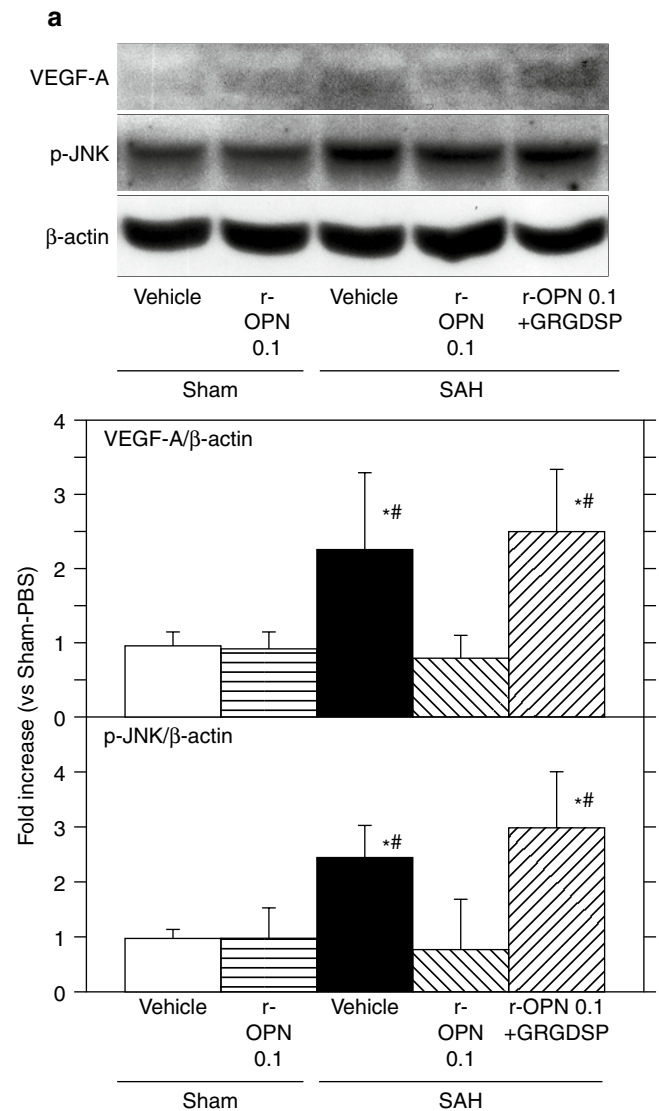 a
VEGF-A
p-JNK
β-actin
Vehicle r-OPN 0.1 Vehicle r-OPN 0.1 r-OPN 0.1 +GRGDSP
Sham SAH
Fold increase (vs Sham-PBS)
4
VEGF-A/β-actin
3
*# *#
2
1
0
p-JNK/β-actin
4
*#
3
*#
2
1
0
Vehicle r-OPN 0.1 Vehicle r-OPN 0.1 r-OPN 0.1 +GRGDSP
Sham SAH